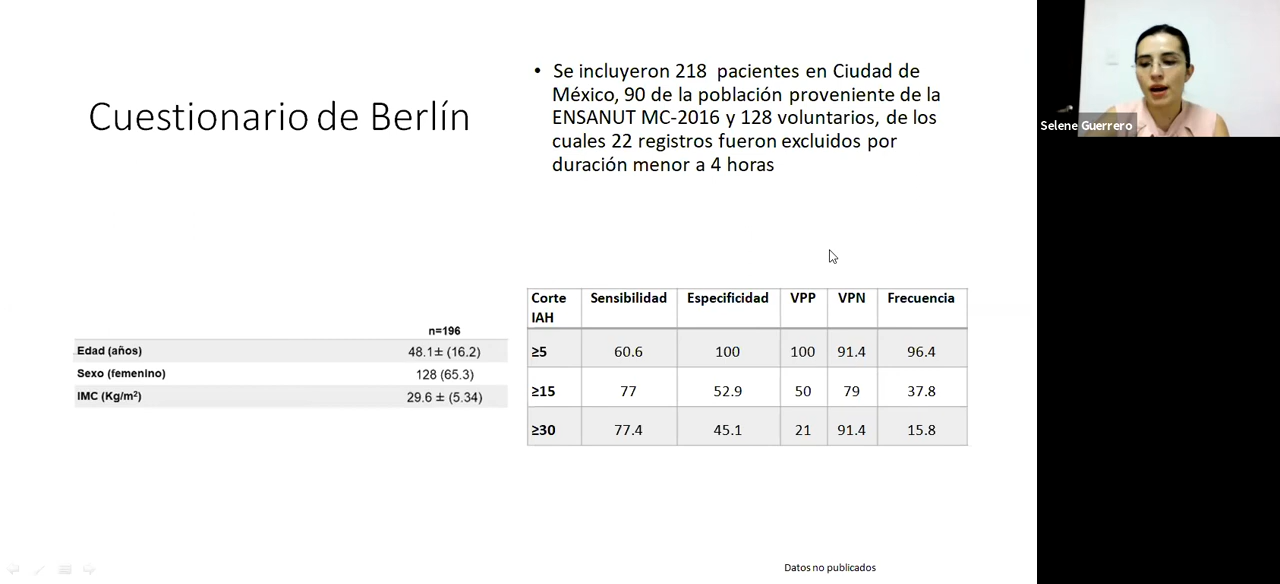 Cuestionario de Berlín
• Se incluyeron 218 pacientes en Ciudad de
México, 90 de la población proveniente de la
ENSANUT MC-2016 y 128 voluntarios, de los
cuales 22 registros fueron excluidos por
duración menor a 4 horas
n=196
Edad (años) 48.1± (16.2)
Sexo (femenino) 128 (65.3)
IMC (Kg/m²) 29.6 ± (5.34)
Corte IAH Sensibilidad Especificidad VPP VPN Frecuencia
≥5 60.6 100 100 91.4 96.4
≥15 77 52.9 50 79 37.8
≥30 77.4 45.1 21 91.4 15.8
Datos no publicados
Selene Guerrero